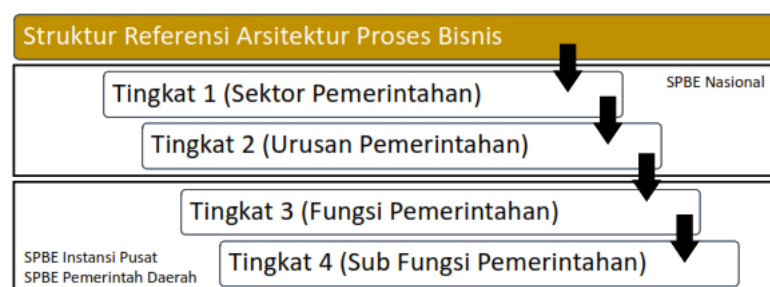 Struktur Referensi Arsitektur Proses Bisnis
SPBE Nasional
Tingkat 1 (Sektor Pemerintahan)
Tingkat 2 (Urusan Pemerintahan)
Tingkat 3 (Fungsi Pemerintahan)
Tingkat 4 (Sub Fungsi Pemerintahan)
SPBE Instansi Pusat
SPBE Pemerintah Daerah